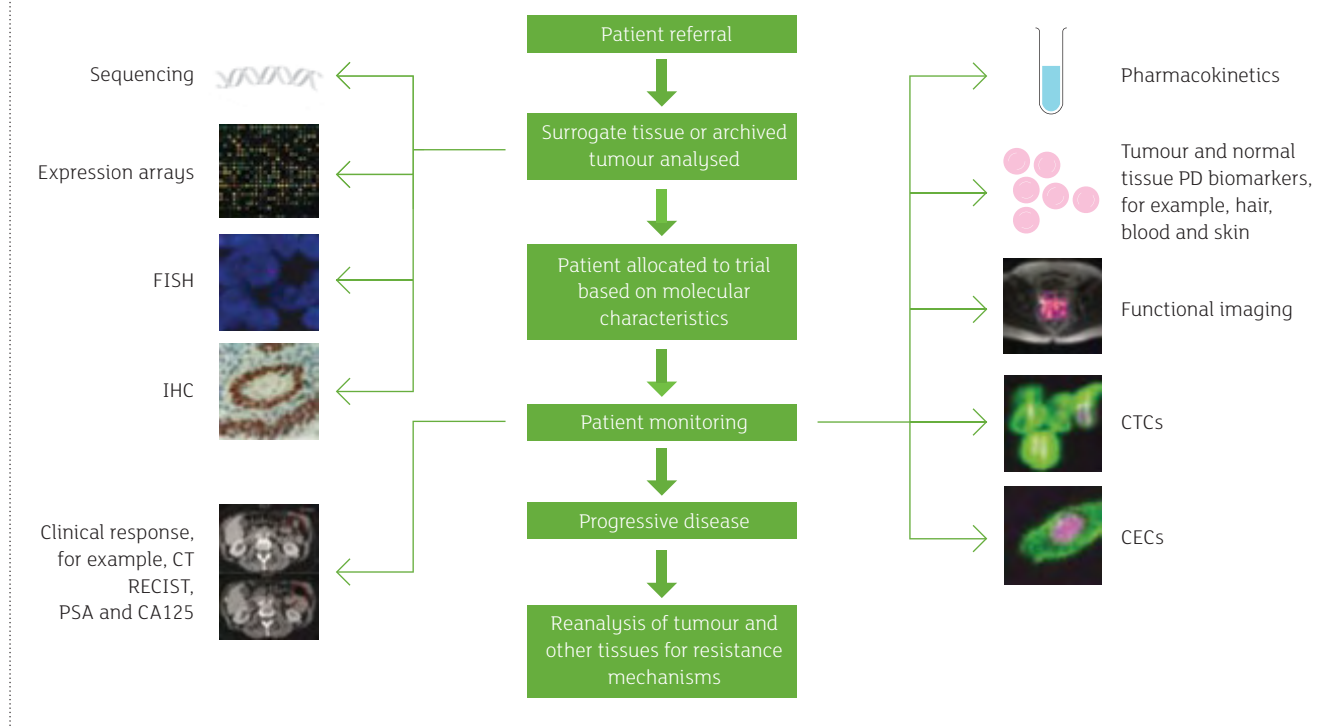 Patient referral
Sequencing
Pharmacokinetics
Surrogate tissue or archived
tumour analysed
Expression arrays
Tumour and normal
tissue PD biomarkers,
for example, hair,
blood and skin
FISH
Patient allocated to trial
based on molecular
characteristics
Functional imaging
IHC
Patient monitoring
CTCs
Clinical response,
for example, CT
RECIST,
PSA and CA125
Progressive disease
CECs
Reanalysis of tumour and
other tissues for resistance
mechanisms